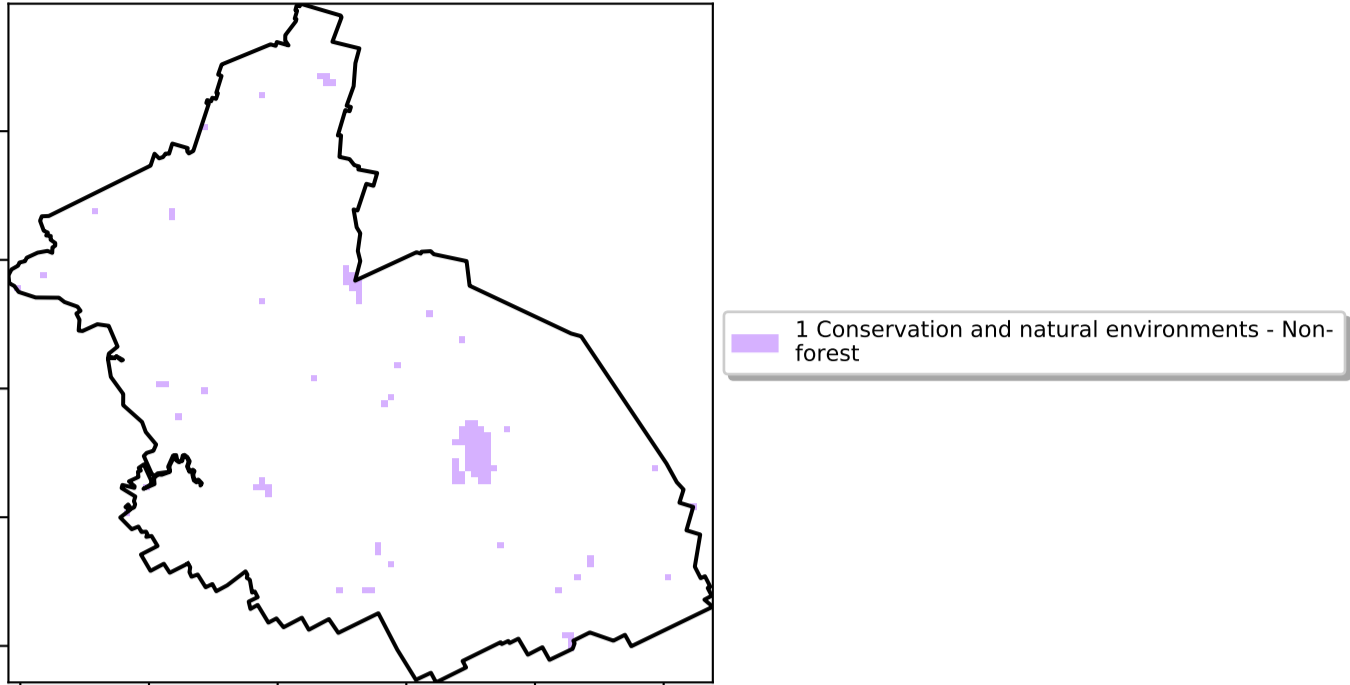 1 Conservation and natural environments - Non-
forest